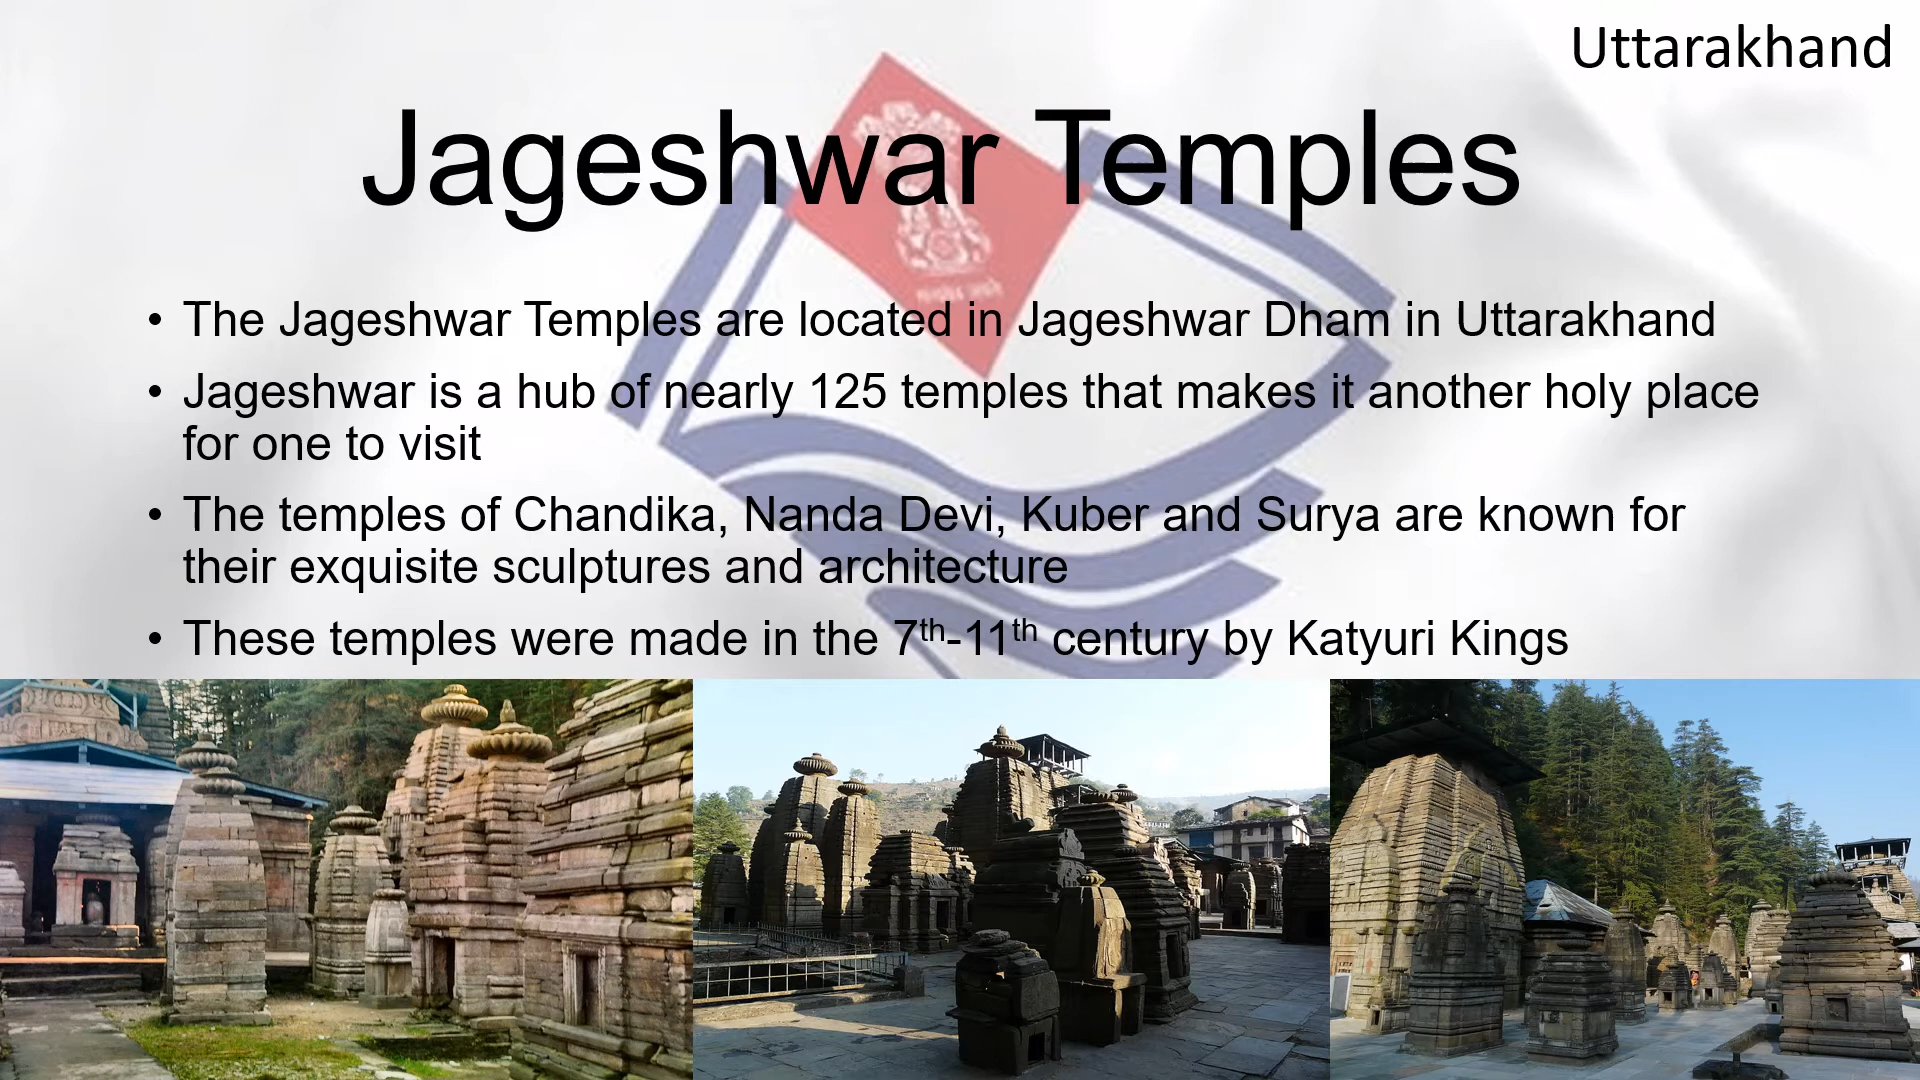 Uttarakhand
Jageshwar Temples
• The Jageshwar Temples are located in Jageshwar Dham in Uttarakhand
• Jageshwar is a hub of nearly 125 temples that makes it another holy place
for one to visit
• The temples of Chandika, Nanda Devi, Kuber and Surya are known for
their exquisite sculptures and architecture
• These temples were made in the 7th-11th century by Katyuri Kings